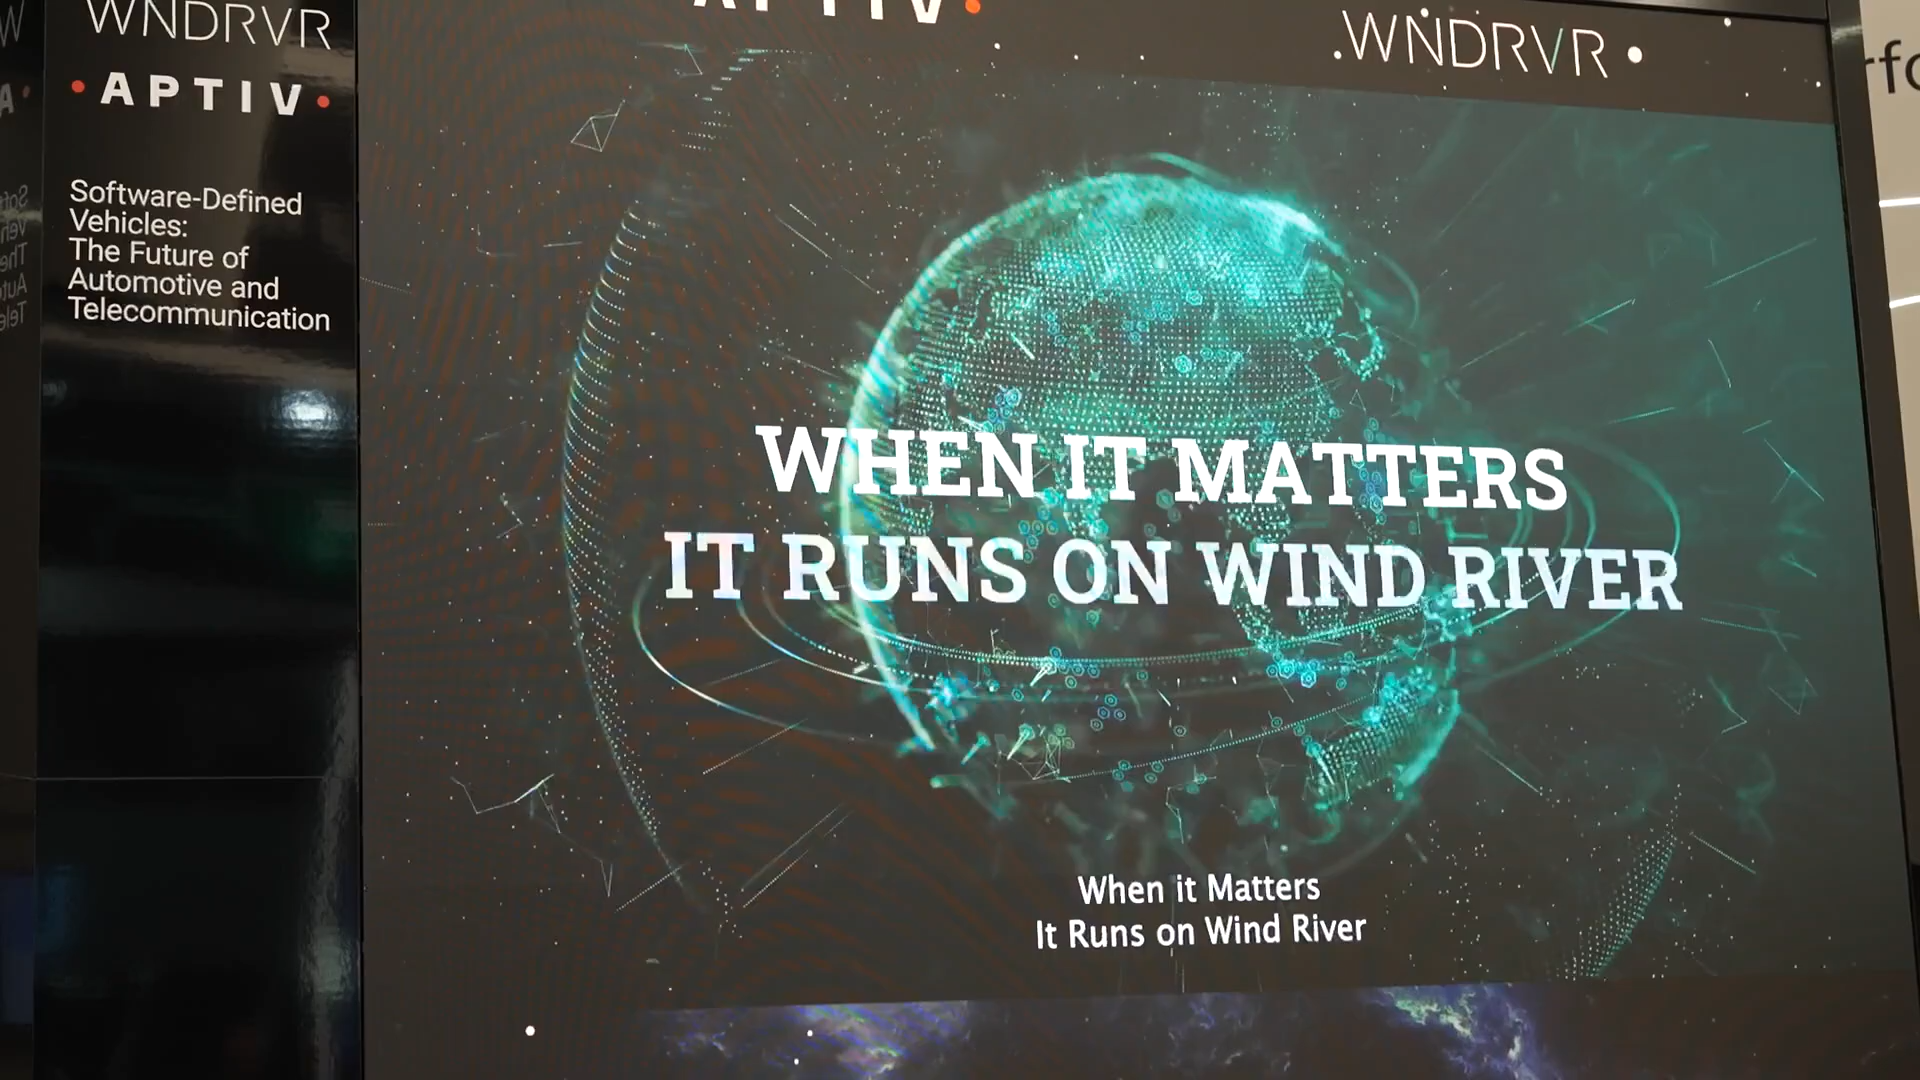 WNDRVR
APTIV
Software-Defined
Vehicles:
The Future of
Automotive and
Telecommunication
APTIV
WNDRVR
WHEN IT MATTERS
IT RUNS ON WIND RIVER
When it Matters
It Runs on Wind River